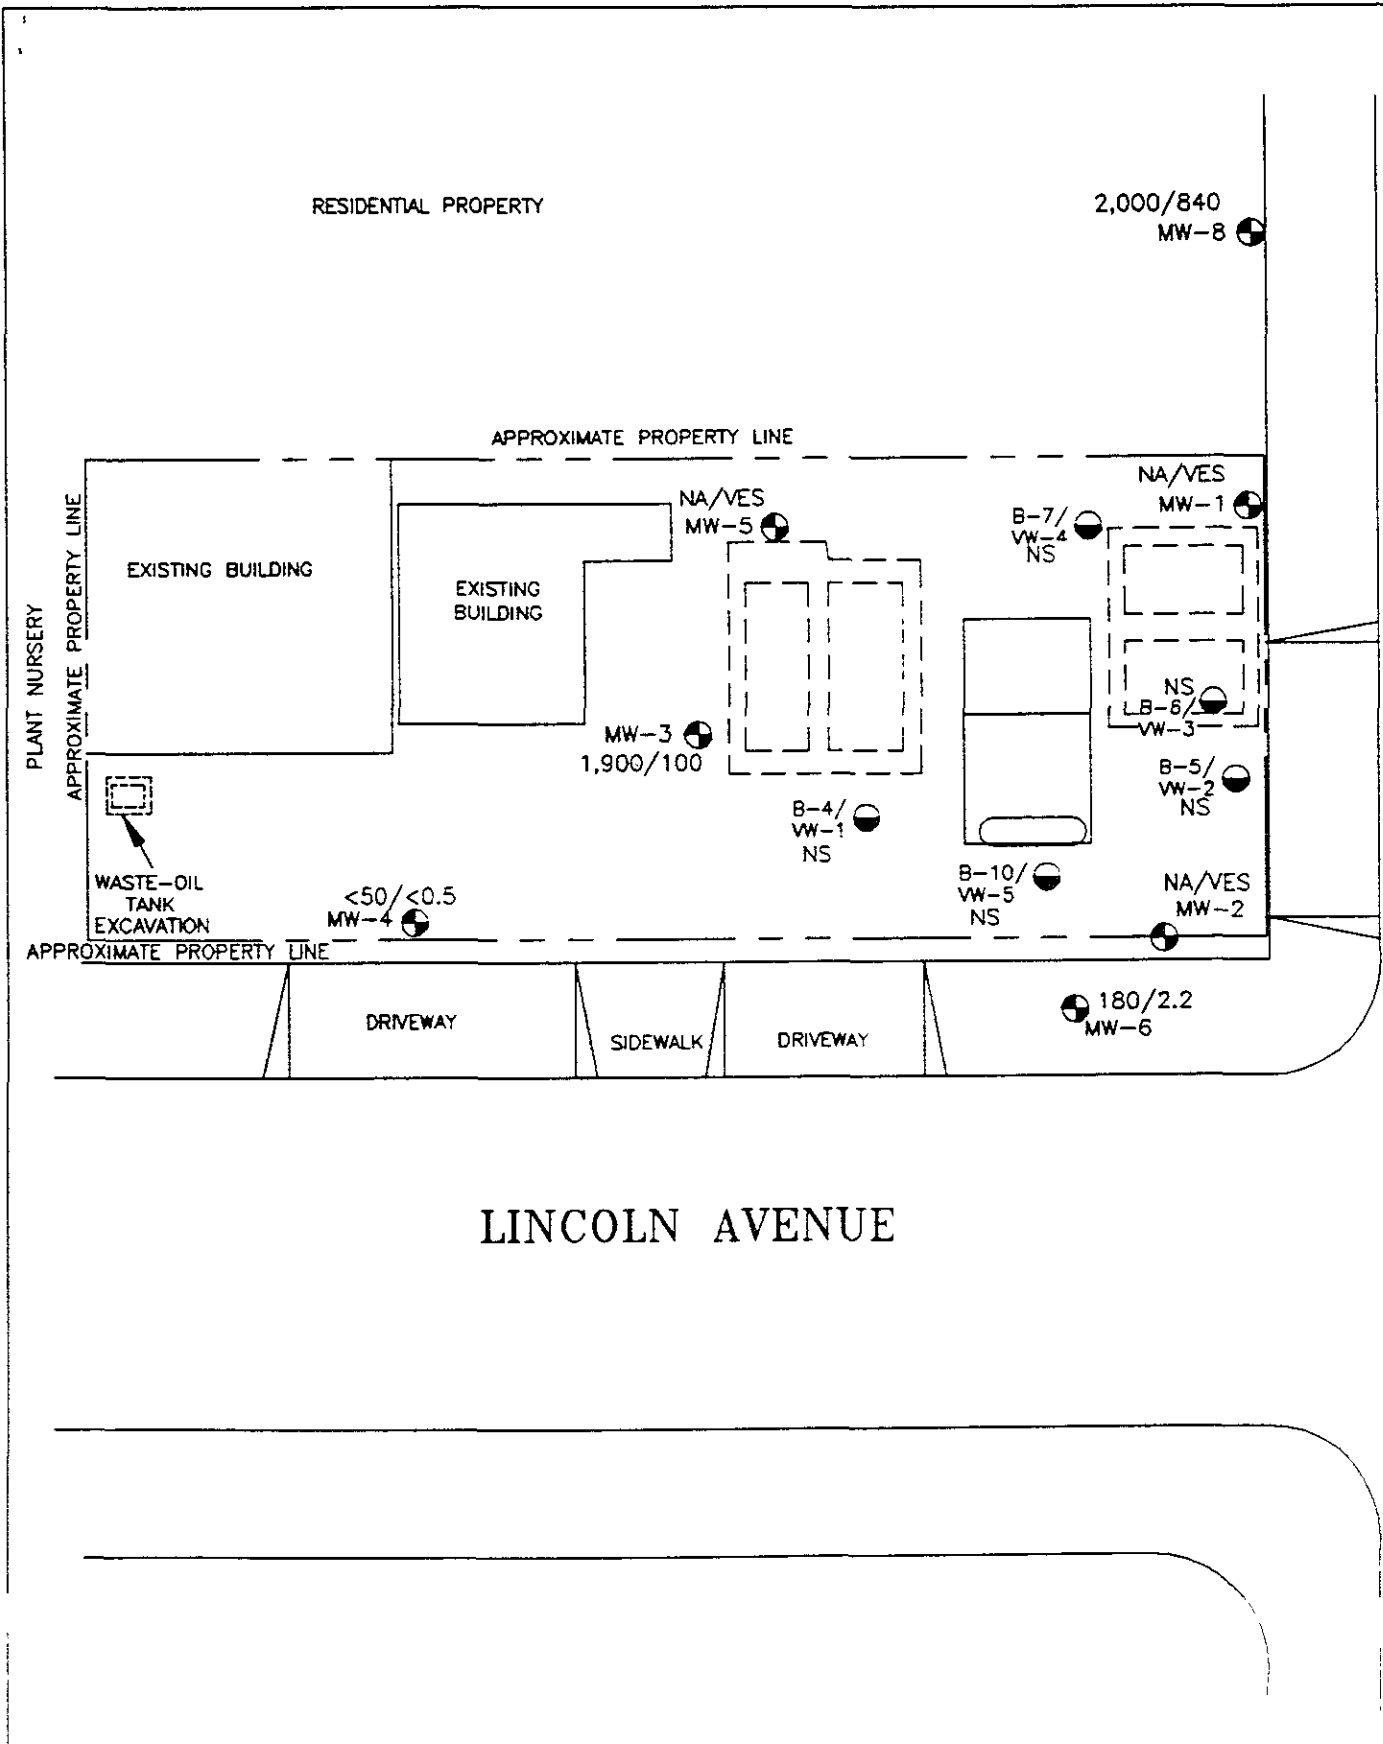 RESIDENTIAL PROPERTY
2,000/840
MW-8
APPROXIMATE PROPERTY LINE
NA/VES
MW-1
NA/VES
MW-5
B-7/
VW-4
NS
EXISTING BUILDING
EXISTING
BUILDING
PLANT NURSERY
APPROXIMATE PROPERTY LINE
NS
B-6/
VW-3
MW-3
1,900/100
B-5/
VW-2
NS
B-4/
VW-1
NS
B-10/
VW-5
NS
WASTE-OIL
TANK
EXCAVATION
<50/<0.5
MW-4
NA/VES
MW-2
APPROXIMATE PROPERTY LINE
180/2.2
MW-6
DRIVEWAY
SIDEWALK
DRIVEWAY
LINCOLN AVENUE